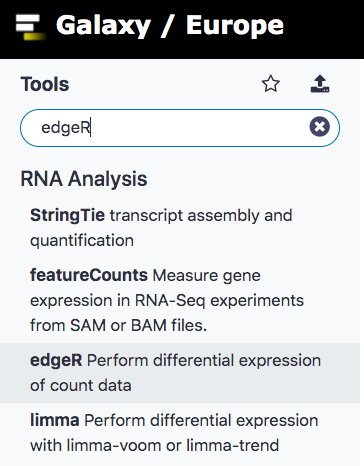 Galaxy / Europe
Tools
edgeR
RNA Analysis
StringTie transcript assembly and
quantification
featureCounts Measure gene
expression in RNA-Seq experiments
from SAM or BAM files.
edgeR Perform differential expression
of count data
limma Perform differential expression
with limma-voom or limma-trend